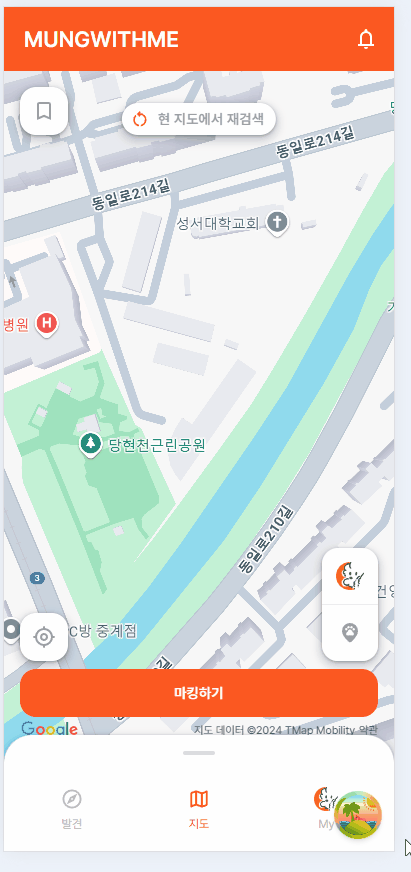 MUNGWITHME
현 지도에서 재검색
동일로214길
동일로214길
성서대학교회
병원
H
당현천근린공원
동일로210길
3
C방 중계점
마킹하기
Google
지도 데이터 ©2024 TMap Mobility 약관
발견
지도
My